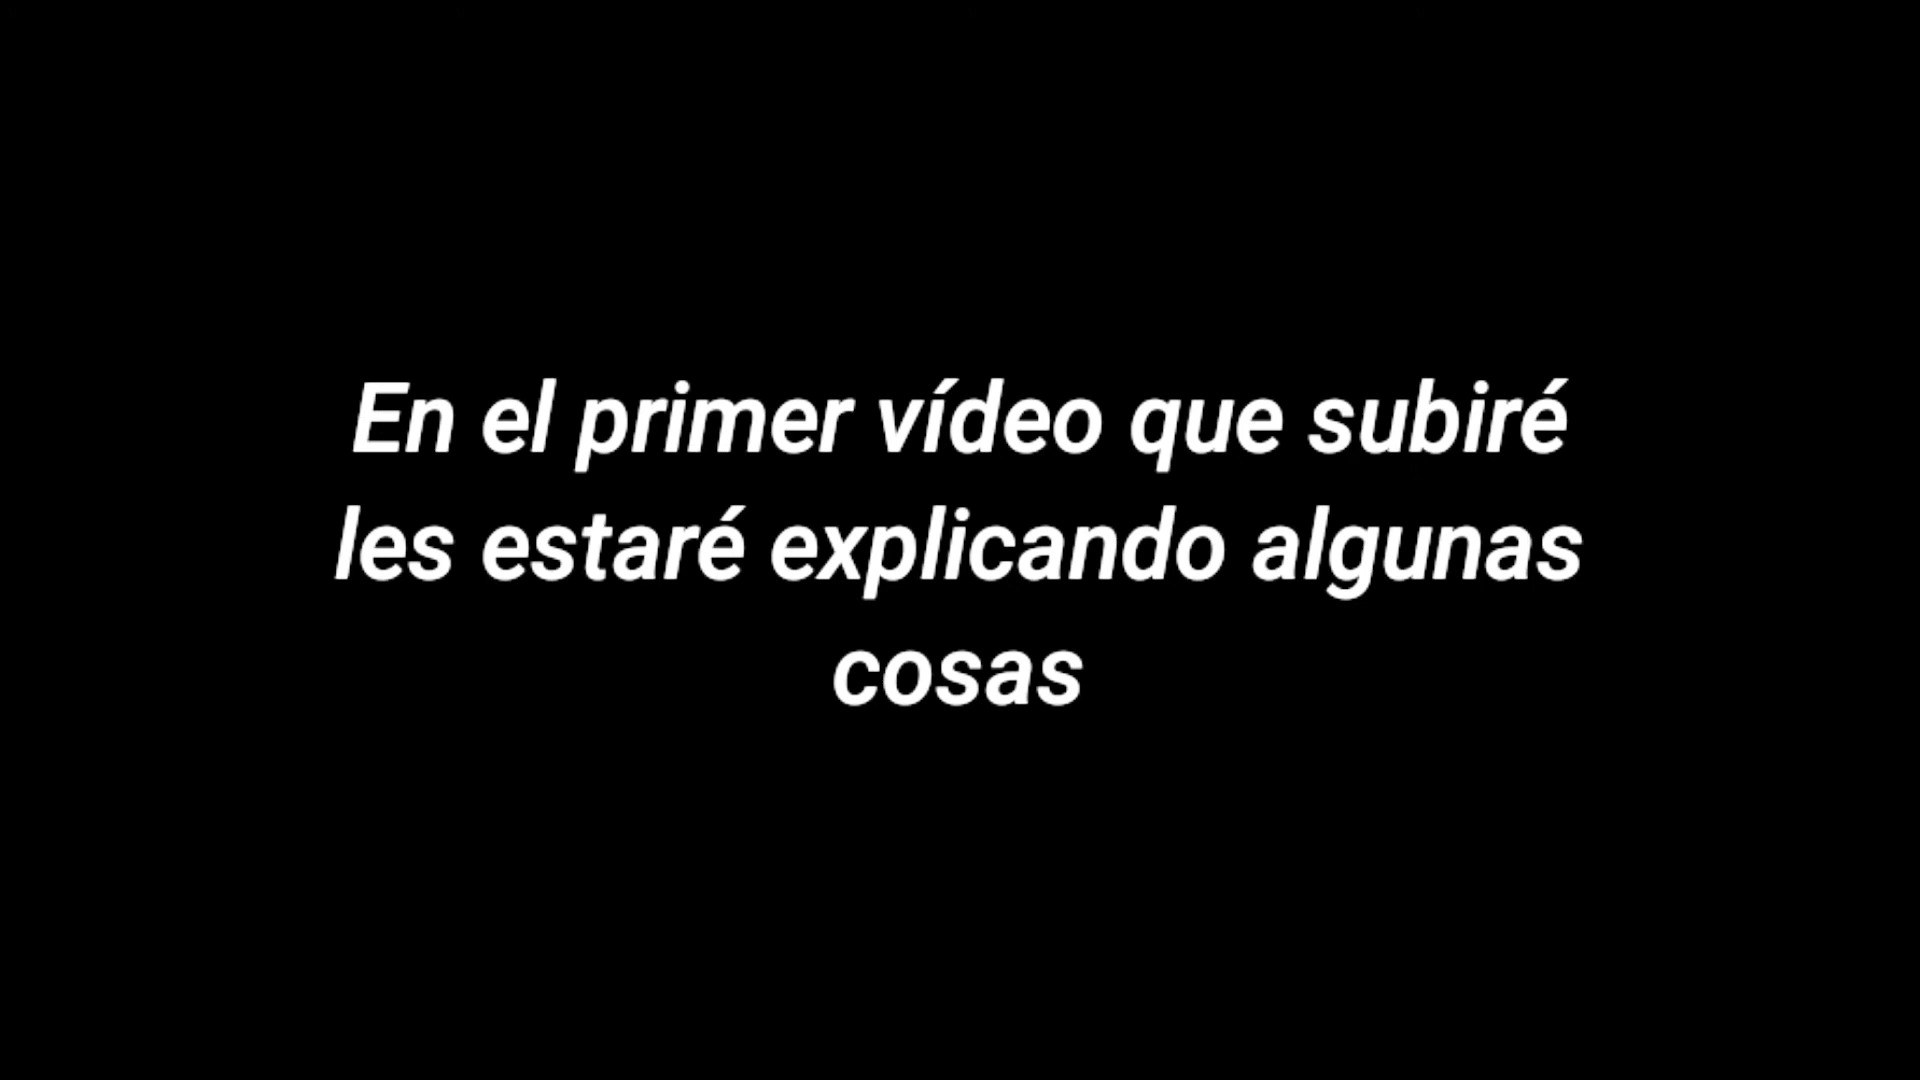 En el primer vídeo que subiré
les estaré explicando algunas
cosas